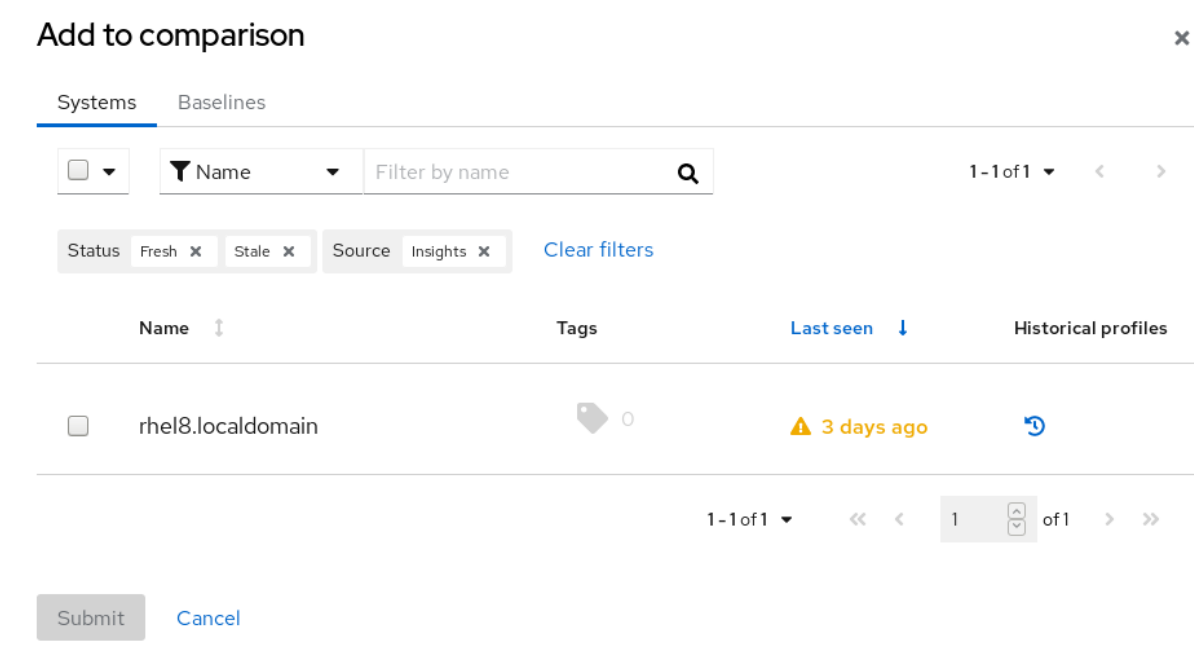 Add to comparison
Systems Baselines
Name Filter by name 1 - 1 of 1
Status Fresh Stale Source Insights Clear filters
Name Tags Last seen Historical profiles
rhel8.localdomain 0 3 days ago
1 - 1 of 1 1 of 1
Submit Cancel